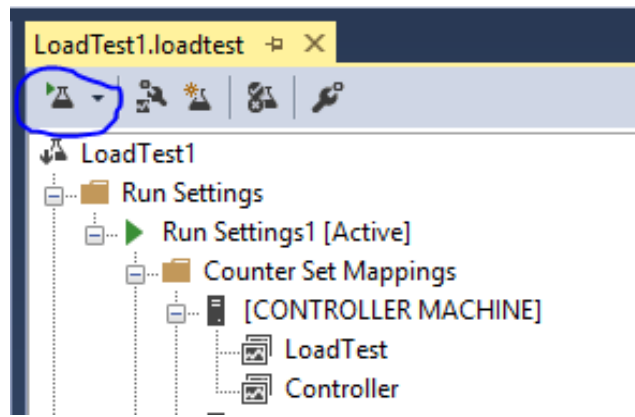 LoadTest1.loadtest
LoadTest1
Run Settings
Run Settings1 [Active]
Counter Set Mappings
[CONTROLLER MACHINE]
LoadTest
Controller